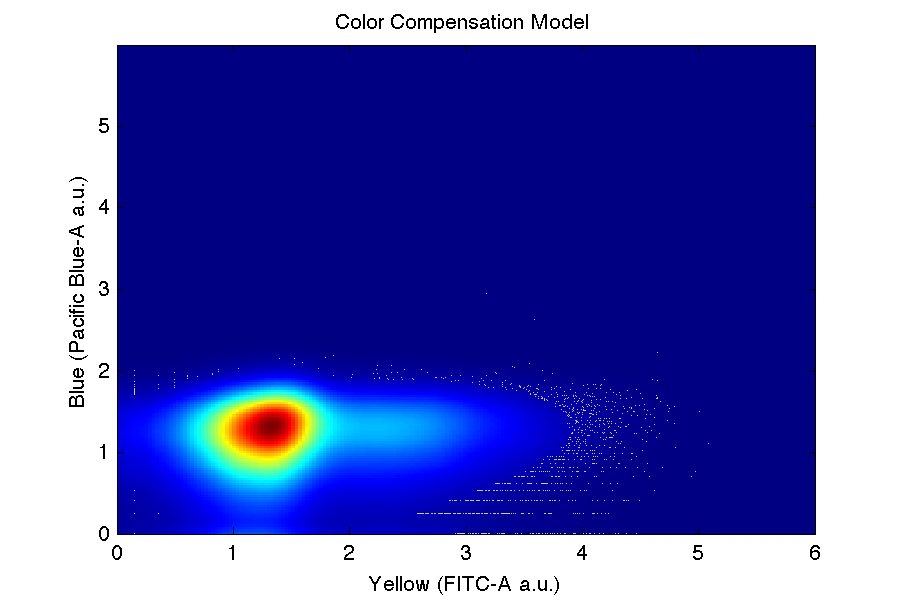 Color Compensation Model
Blue (Pacific Blue-A a.u.)
5
4
3
2
1
0
0 1 2 3 4 5 6
Yellow (FITC-A a.u.)